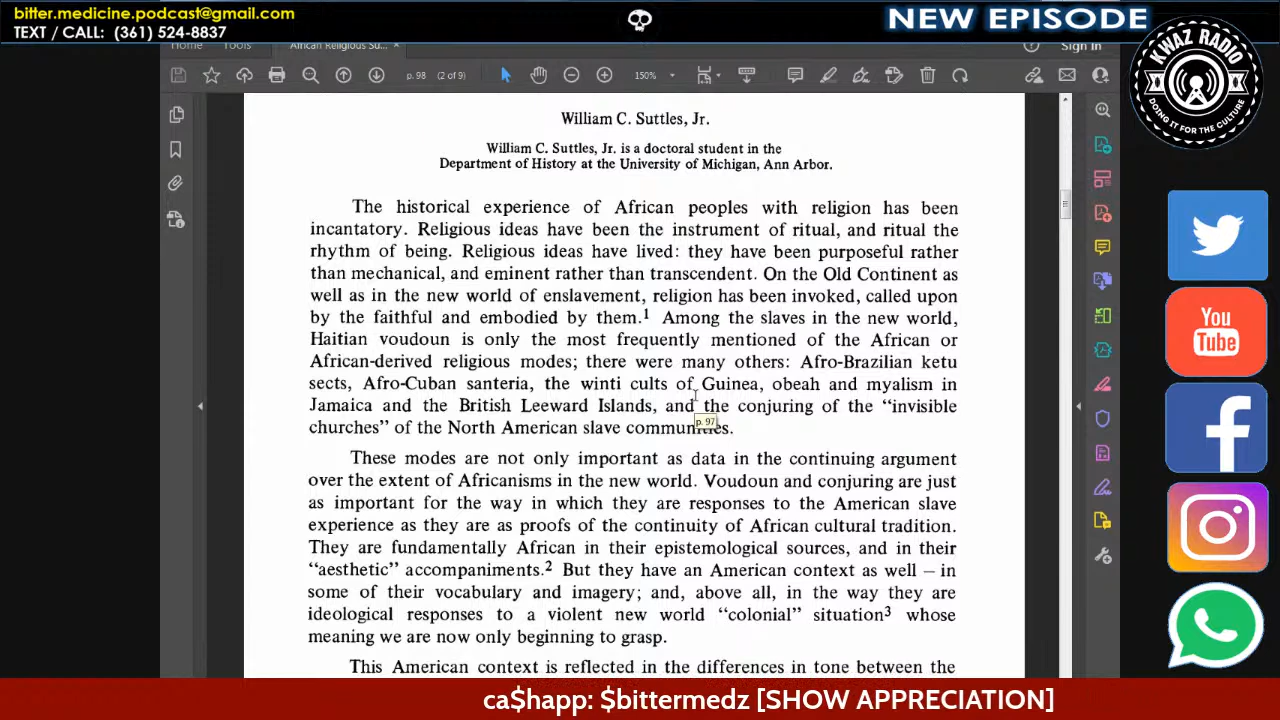 bitter.medicine.podcast@gmail.com
TEXT / CALL: (361) 524-8837
NEW EPISODE
KWAZ RADIO
DOING IT FOR THE CULTURE
Home
Tools
African Religious Su... ×
Sign In
p. 98 (2 of 9)
150%
William C. Suttles, Jr.
William C. Suttles, Jr. is a doctoral student in the
Department of History at the University of Michigan, Ann Arbor.
The historical experience of African peoples with religion has been
incantatory. Religious ideas have been the instrument of ritual, and ritual the
rhythm of being. Religious ideas have lived: they have been purposeful rather
than mechanical, and eminent rather than transcendent. On the Old Continent as
well as in the new world of enslavement, religion has been invoked, called upon
by the faithful and embodied by them.1 Among the slaves in the new world,
Haitian voudoun is only the most frequently mentioned of the African or
African-derived religious modes; there were many others: Afro-Brazilian ketu
sects, Afro-Cuban santeria, the winti cults of Guinea, obeah and myalism in
Jamaica and the British Leeward Islands, and the conjuring of the “invisible
churches” of the North American slave communities.
p. 97
These modes are not only important as data in the continuing argument
over the extent of Africanisms in the new world. Voudoun and conjuring are just
as important for the way in which they are responses to the American slave
experience as they are as proofs of the continuity of African cultural tradition.
They are fundamentally African in their epistemological sources, and in their
“aesthetic” ccompaniments.2 But they have an American context as well – in
some of their vocabulary and imagery; and, above all, in the way they are
ideological responses to a violent new world “colonial” situation3 whose
meaning we are now only beginning to grasp.
This American context is reflected in the differences in tone between the
You
Tube
ca$happ: $bittermedz [SHOW APPRECIATION]